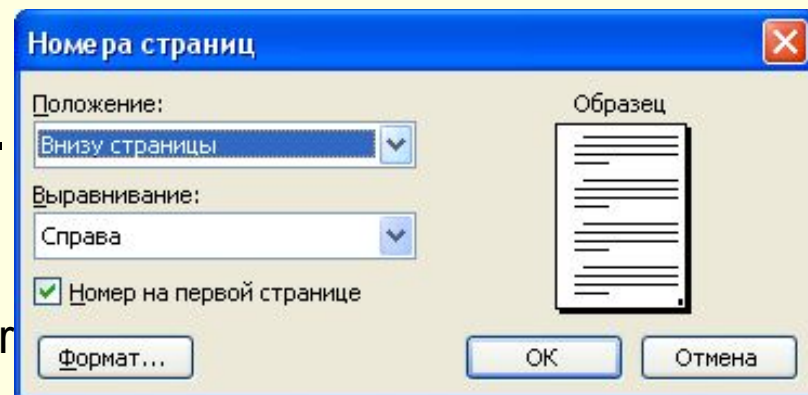 Номера страниц
Положение:
Образец
Внизу страницы
Выравнивание:
Справа
Номер на первой странице
Формат...
ОК
Отмена